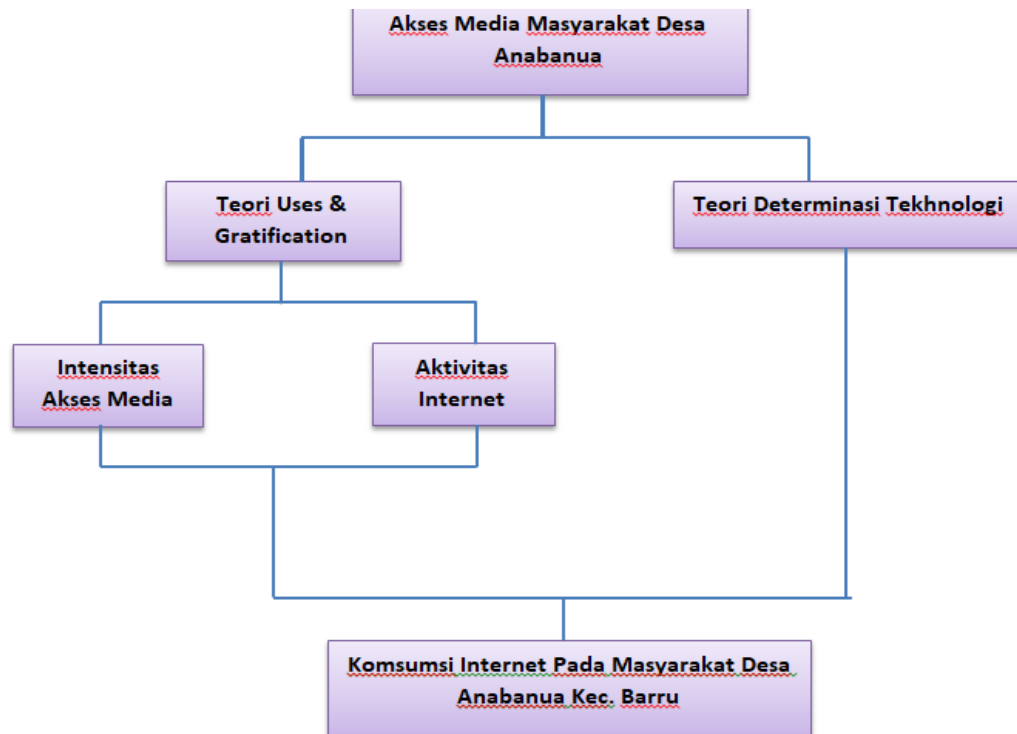 Akses Media Masyarakat Desa
Anabanua
Teori Uses &
Gratification
Teori Determinasi Tekhnologi
Intensitas
Akses Media
Aktivitas
Internet
Komsumsi Internet Pada Masyarakat Desa
Anabanua Kec. Barru